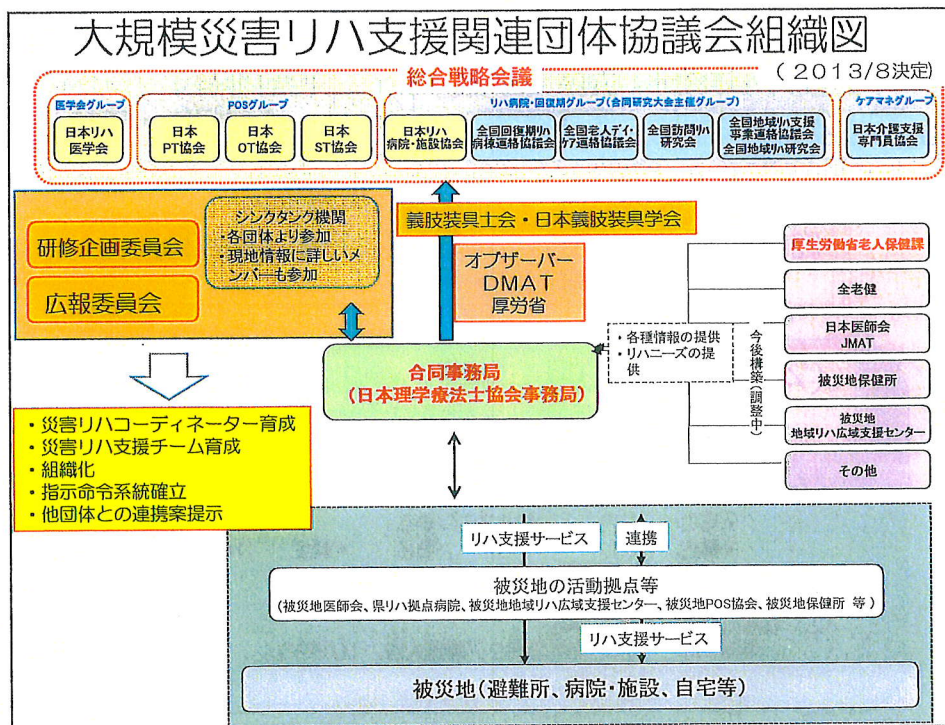 大規模災害リハ支援関連団体協議会組織図
総合戦略会議
(2013/8決定)
医学会グループ
日本リハ
医学会
POSグループ
日本
PT協会
日本
OT協会
日本
ST協会
リハ病院・回復期グループ(合同研究大会主催グループ)
日本リハ
病院・施設協会
全国回復期リハ
病棟連絡協議会
全国老人デイ・
ケア連絡協議会
全国訪問リハ
研究会
全国地域リハ支援
事業連絡協議会
全国地域リハ研究会
ケアマネグループ
日本介護支援
専門員協会
研修企画委員会
広報委員会
シンクタンク機関
・各団体より参加
・現地情報に詳しいメ
ンバーも参加
義肢装具士会・日本義肢装具学会
オブザーバー
DMAT
厚労省
合同事務局
(日本理学療法士協会事務局)
・各種情報の提供
・リハニーズの提
供
今後構築(調整中)
厚生労働省老人保健課
全老健
日本医師会
JMAT
被災地保健所
被災地
地域リハ広域支援センター
その他
・災害リハコーディネーター育成
・災害リハ支援チーム育成
・組織化
・指示命令系統確立
・他団体との連携案提示
リハ支援サービス
連携
被災地の活動拠点等
(被災地医師会、県リハ拠点病院、被災地地域リハ広域支援センター、被災地POS協会、被災地保健所 等)
リハ支援サービス
被災地(避難所、病院・施設、自宅等)